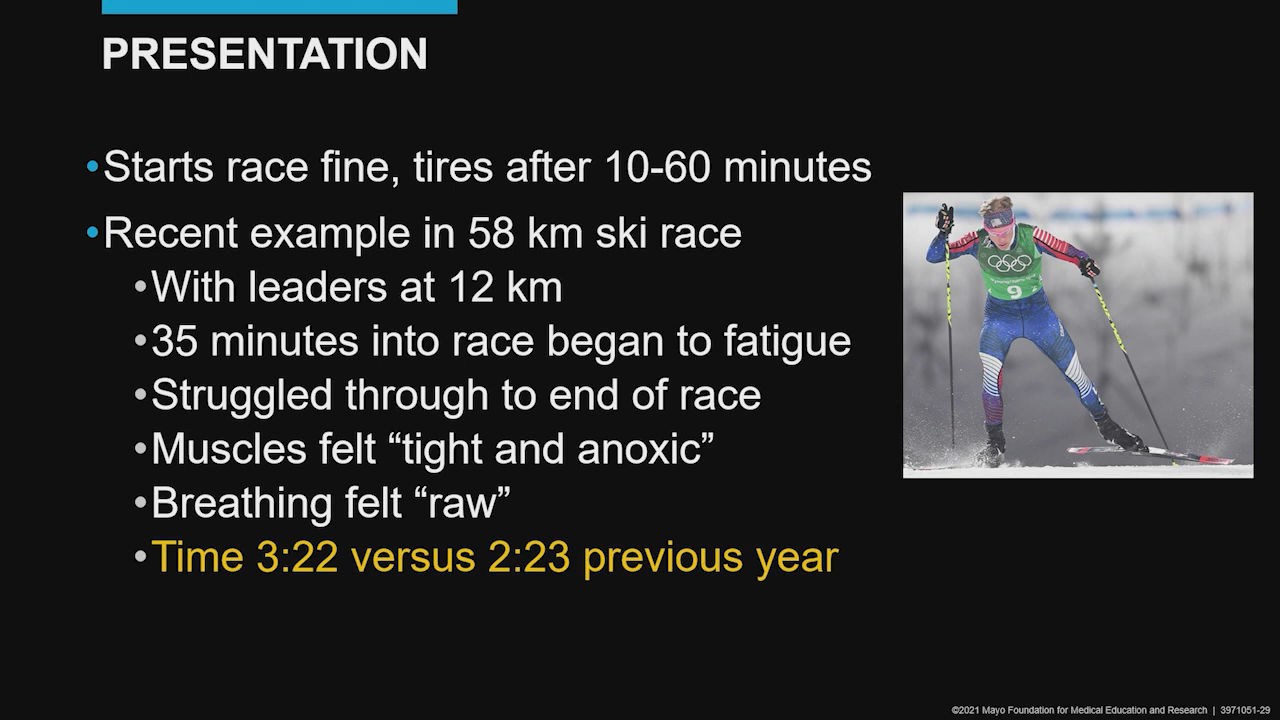 PRESENTATION
•Starts race fine, tires after 10-60 minutes
•Recent example in 58 km ski race
•With leaders at 12 km
•35 minutes into race began to fatigue
•Struggled through to end of race
•Muscles felt “tight and anoxic”
•Breathing felt “raw”
•Time 3:22 versus 2:23 previous year
9
©2021 Mayo Foundation for Medical Education and Research | 3971051-29